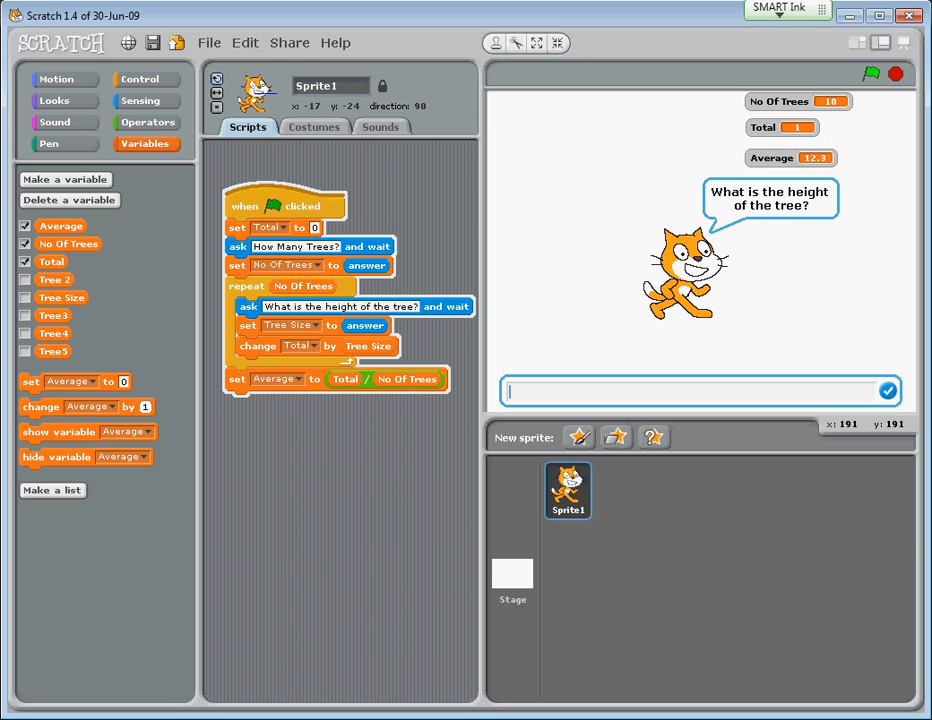 Scratch 1.4 of 30-Jun-09
SMART Ink
SCRATCH
File Edit Share Help
Motion Control
Looks Sensing
Sound Operators
Pen Variables
Make a variable
Delete a variable
Average
No Of Trees
Total
Tree 2
Tree Size
Tree3
Tree4
Tree5
set Average to 0
change Average by 1
show variable Average
hide variable Average
Make a list
Sprite1
x: -17 y: -24 direction: 90
Scripts Costumes Sounds
when clicked
set Total to 0
ask How Many Trees? and wait
set No Of Trees to answer
repeat No Of Trees
ask What is the height of the tree? and wait
set Tree Size to answer
change Total by Tree Size
set Average to Total / No Of Trees
No Of Trees 10
Total 1
Average 12.3
What is the height
of the tree?
x: 191 y: 191
New sprite:
Sprite1
Stage